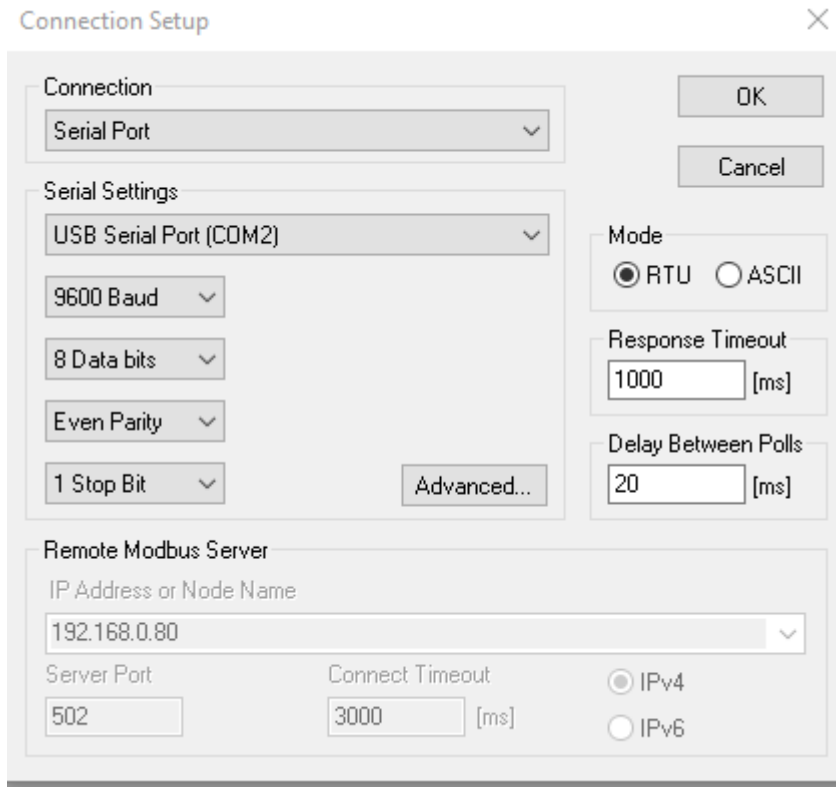 Connection Setup
Connection
Serial Port
OK
Cancel
Serial Settings
USB Serial Port (COM2)
9600 Baud
8 Data bits
Even Parity
1 Stop Bit
Advanced...
Mode
RTU ASCII
Response Timeout
1000 [ms]
Delay Between Polls
20 [ms]
Remote Modbus Server
IP Address or Node Name
192.168.0.80
Server Port
502
Connect Timeout
3000 [ms]
IPv4
IPv6